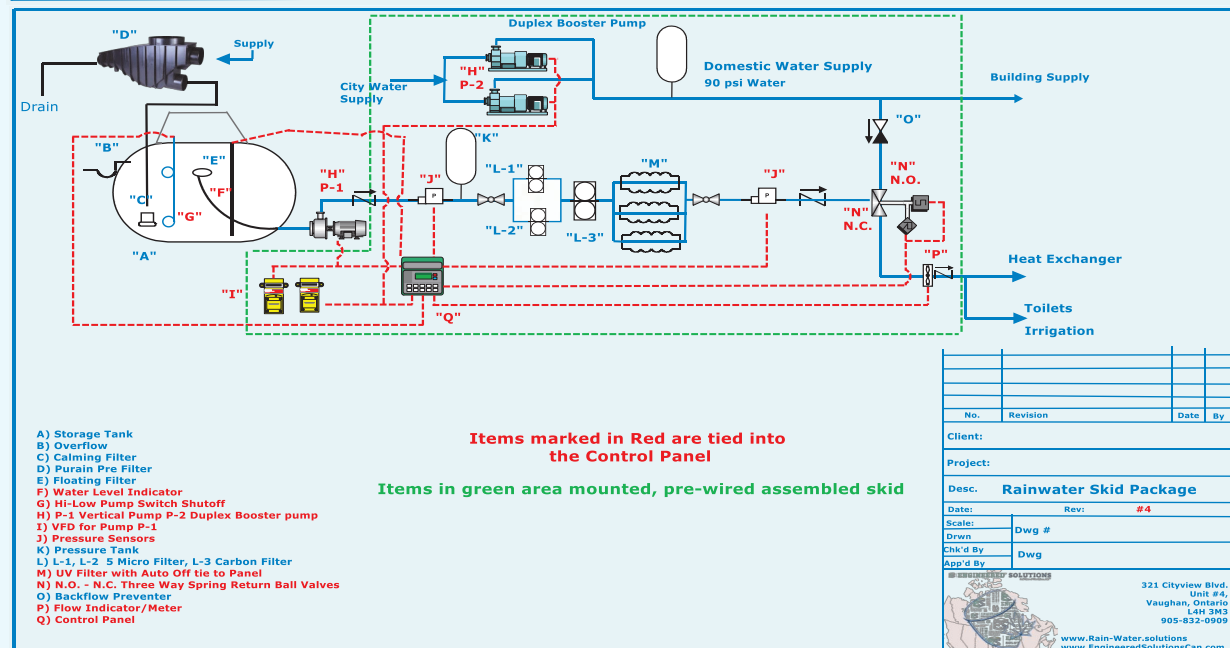 Duplex Booster Pump
"D"
Supply
"H"
P-2
Domestic Water Supply
90 psi Water
Building Supply
City Water
Supply
Drain
"B"
"E"
"K"
"O"
"C"
"F"
"G"
"A"
"H"
P-1
"J"
"L-1"
"L-2"
"L-3"
"M"
"J"
"N"
N.O.
"N"
N.C.
"P"
Heat Exchanger
"I"
"Q"
Toilets
Irrigation
P
P
A) Storage Tank
B) Overflow
C) Calming Filter
D) Purain Pre Filter
E) Floating Filter
F) Water Level Indicator
G) Hi-Low Pump Switch Shutoff
H) P-1 Vertical Pump P-2 Duplex Booster pump
I) VFD for Pump P-1
J) Pressure Sensors
K) Pressure Tank
L) L-1, L-2 5 Micro Filter, L-3 Carbon Filter
M) UV Filter with Auto Off tie to Panel
N) N.O. - N.C. Three Way Spring Return Ball Valves
O) Backflow Preventer
P) Flow Indicator/Meter
Q) Control Panel
Items marked in Red are tied into
the Control Panel
Items in green area mounted, pre-wired assembled skid
No. Revision Date By
Client:
Project:
Desc. Rainwater Skid Package
Date: Rev: #4
Scale:
Drwn
Dwg #
Chk'd By
App'd By
Dwg
ENGINEERED SOLUTIONS
321 Cityview Blvd.
Unit #4,
Vaughan, Ontario
L4H 3M3
905-832-0909
www.Rain-Water.solutions
www.EngineeredSolutionsCan.com